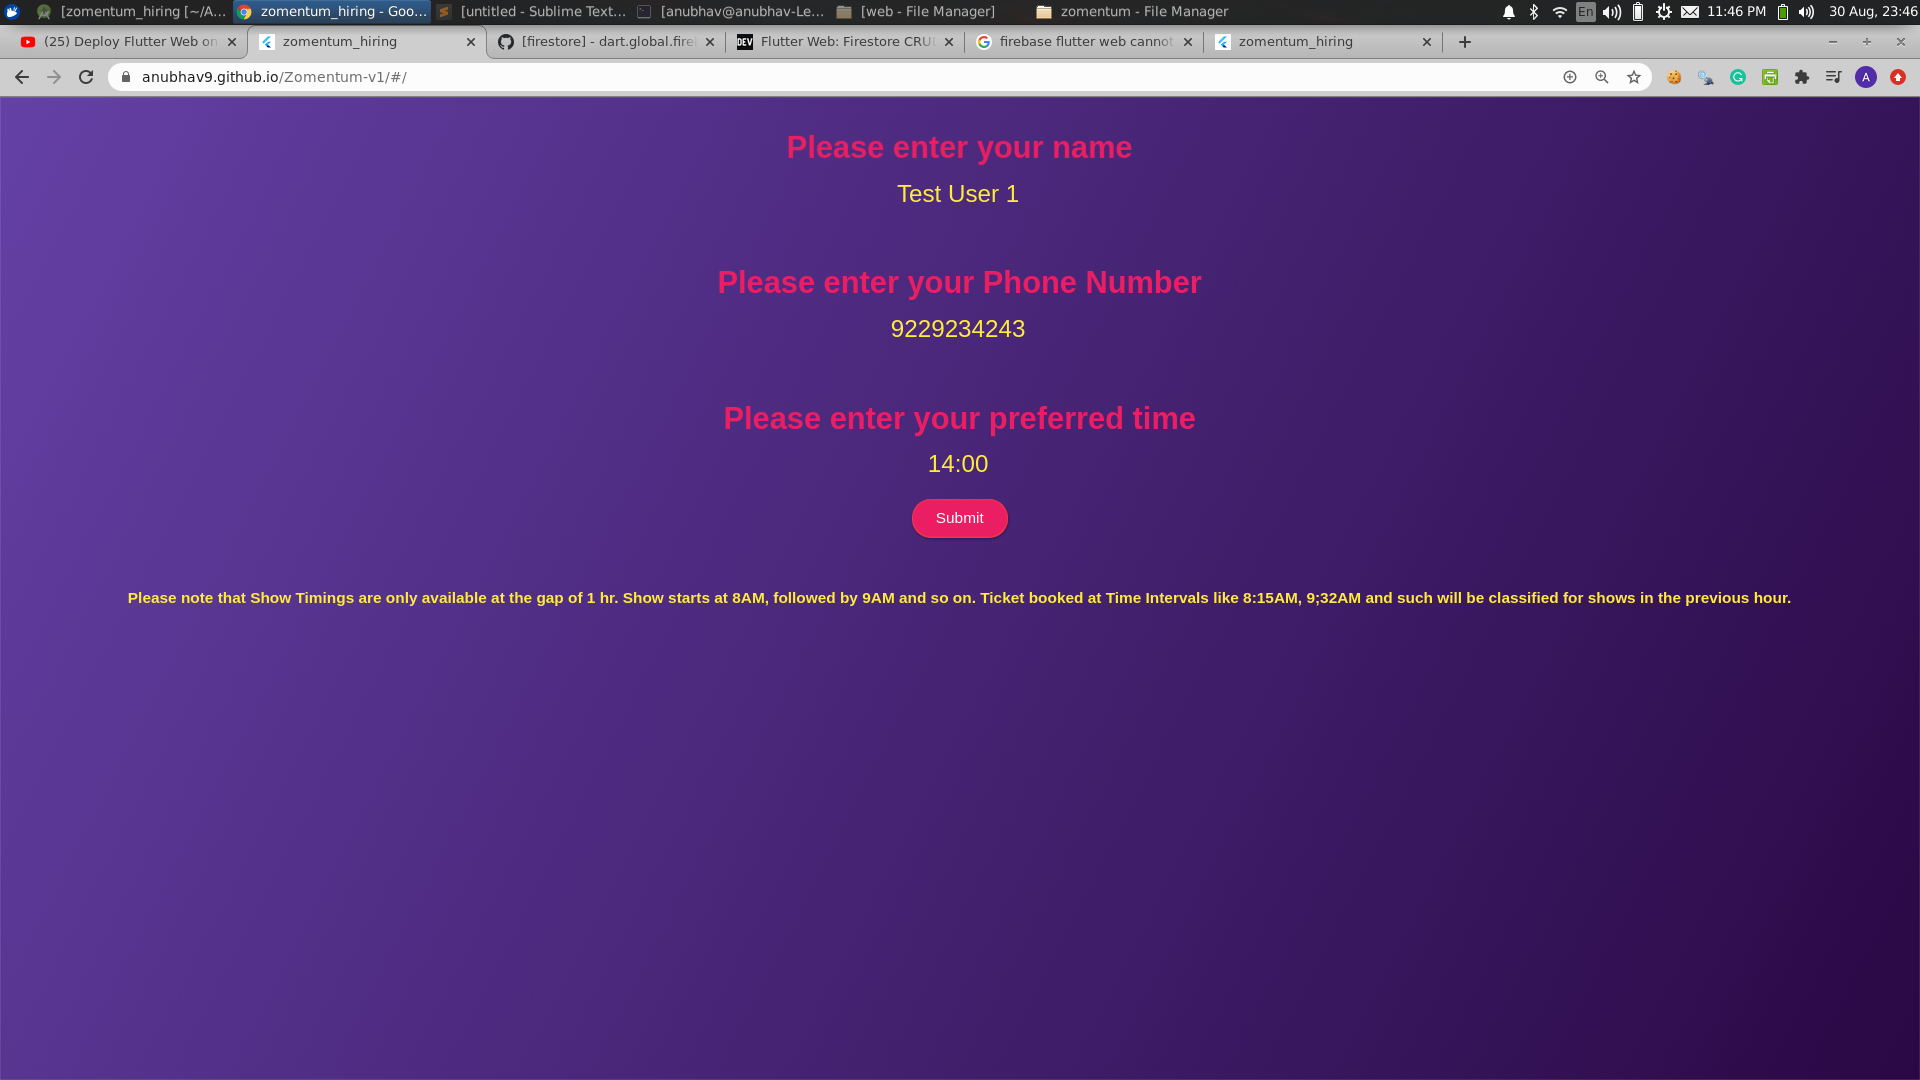 [zomentum_hiring [~/A... zomentum_hiring - Goo... [untitled - Sublime Text... [anubhav@anubhav-Le... [web - File Manager] zomentum - File Manager En 11:46 PM 30 Aug, 23:46
(25) Deploy Flutter Web on zomentum_hiring [firestore] - dart.global.fire DEV Flutter Web: Firestore CRU firebase flutter web cannot zomentum_hiring
anubhav9.github.io/Zomentum-v1/#/ A
Please enter your name
Test User 1
Please enter your Phone Number
9229234243
Please enter your preferred time
14:00
Submit
Please note that Show Timings are only available at the gap of 1 hr. Show starts at 8AM, followed by 9AM and so on. Ticket booked at Time Intervals like 8:15AM, 9;32AM and such will be classified for shows in the previous hour.